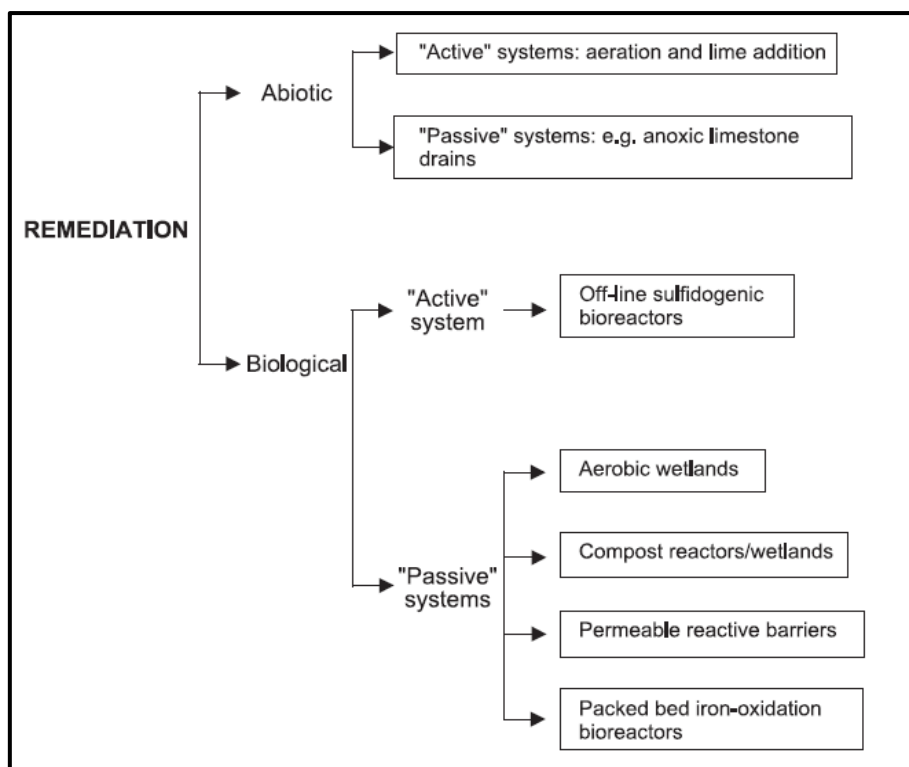 "Active" systems: aeration and lime addition
Abiotic
"Passive" systems: e.g. anoxic limestone
drains
REMEDIATION
"Active"
system
Off-line sulfidogenic
bioreactors
Biological
Aerobic wetlands
Compost reactors/wetlands
"Passive"
systems
Permeable reactive barriers
Packed bed iron-oxidation
bioreactors